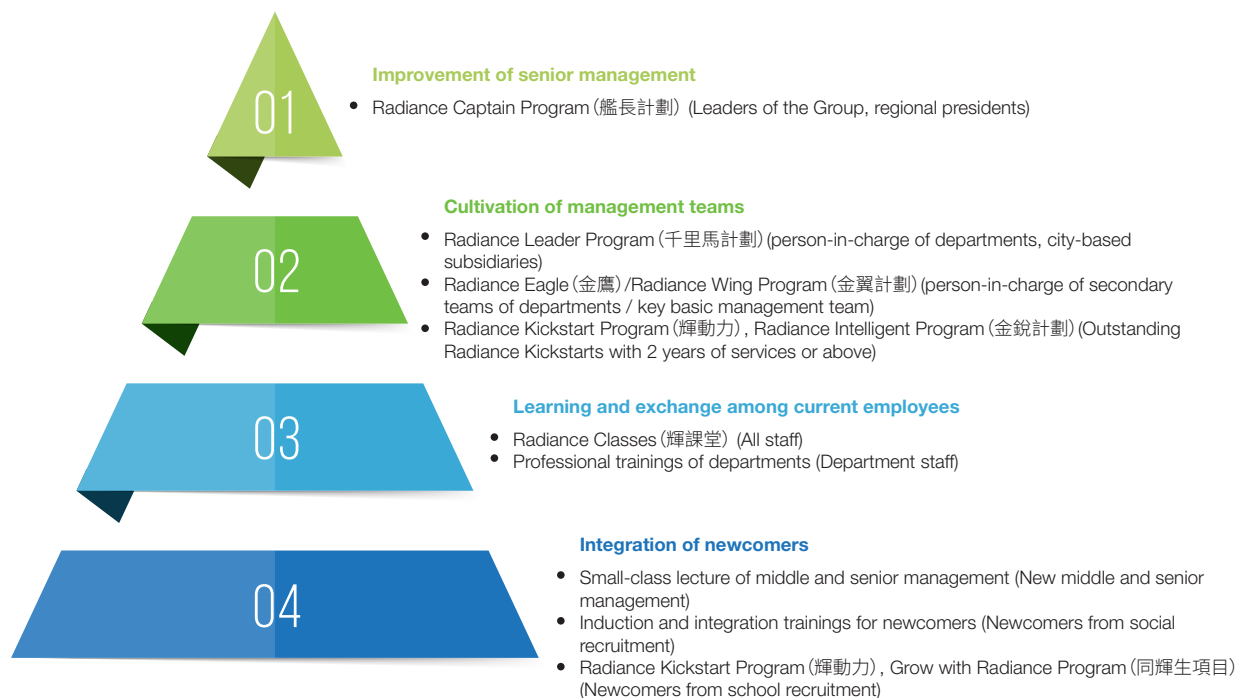 01
Improvement of senior management
• Radiance Captain Program（艦長計劃） (Leaders of the Group, regional presidents)
02
Cultivation of management teams
• Radiance Leader Program（千里馬計劃）(person-in-charge of departments, city-based
subsidiaries)
• Radiance Eagle（金鷹）/Radiance Wing Program（金翼計劃）(person-in-charge of secondary
teams of departments / key basic management team)
• Radiance Kickstart Program（輝動力）, Radiance Intelligent Program（金銳計劃）(Outstanding
Radiance Kickstarts with 2 years of services or above)
03
Learning and exchange among current employees
• Radiance Classes（輝課堂） (All staff)
• Professional trainings of departments (Department staff)
04
Integration of newcomers
• Small-class lecture of middle and senior management (New middle and senior
management)
• Induction and integration trainings for newcomers (Newcomers from social
recruitment)
• Radiance Kickstart Program（輝動力）, Grow with Radiance Program（同輝生項目）
(Newcomers from school recruitment)